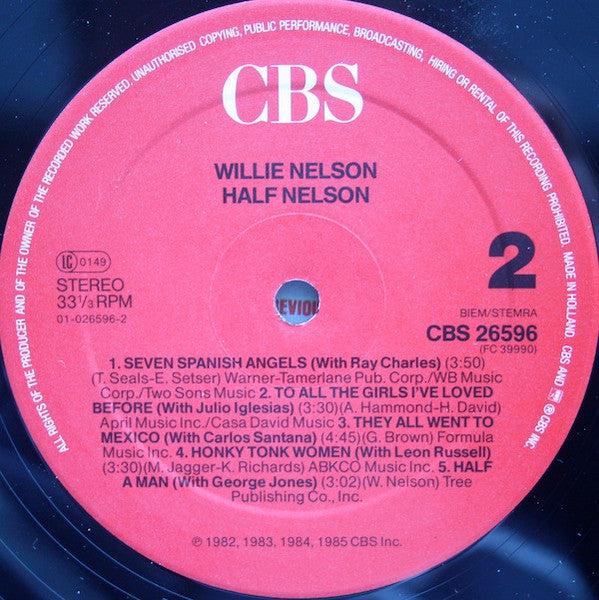 ALL RIGHTS OF THE PRODUCER AND OF THE OWNER OF THE RECORDED WORK RESERVED. UNAUTHORISED COPYING, PUBLIC PERFORMANCE, BROADCASTING, HIRING OR RENTAL OF THIS RECORDING PROHIBITED. MADE IN HOLLAND. CBS AND ℗ CBS INC.
CBS
WILLIE NELSON
HALF NELSON
LC 0149
STEREO
33 1/3 RPM
01-026596-2
2
BIEM/STEMRA
CBS 26596
(FC 39990)
EVIOU
1. SEVEN SPANISH ANGELS (With Ray Charles) (3:50)
(T. Seals-E. Setser) Warner-Tamerlane Pub. Corp./WB Music
Corp./Two Sons Music 2. TO ALL THE GIRLS I'VE LOVED
BEFORE (With Julio Iglesias) (3:30)(A. Hammond-H. David)
April Music Inc./Casa David Music 3. THEY ALL WENT TO
MEXICO (With Carlos Santana) (4:45)(G. Brown) Formula
Music Inc. 4. HONKY TONK WOMEN (With Leon Russell)
(3:30)(M. Jagger-K. Richards) ABKCO Music Inc. 5. HALF
A MAN (With George Jones) (3:02)(W. Nelson) Tree
Publishing Co., Inc.
℗ 1982, 1983, 1984, 1985 CBS Inc.